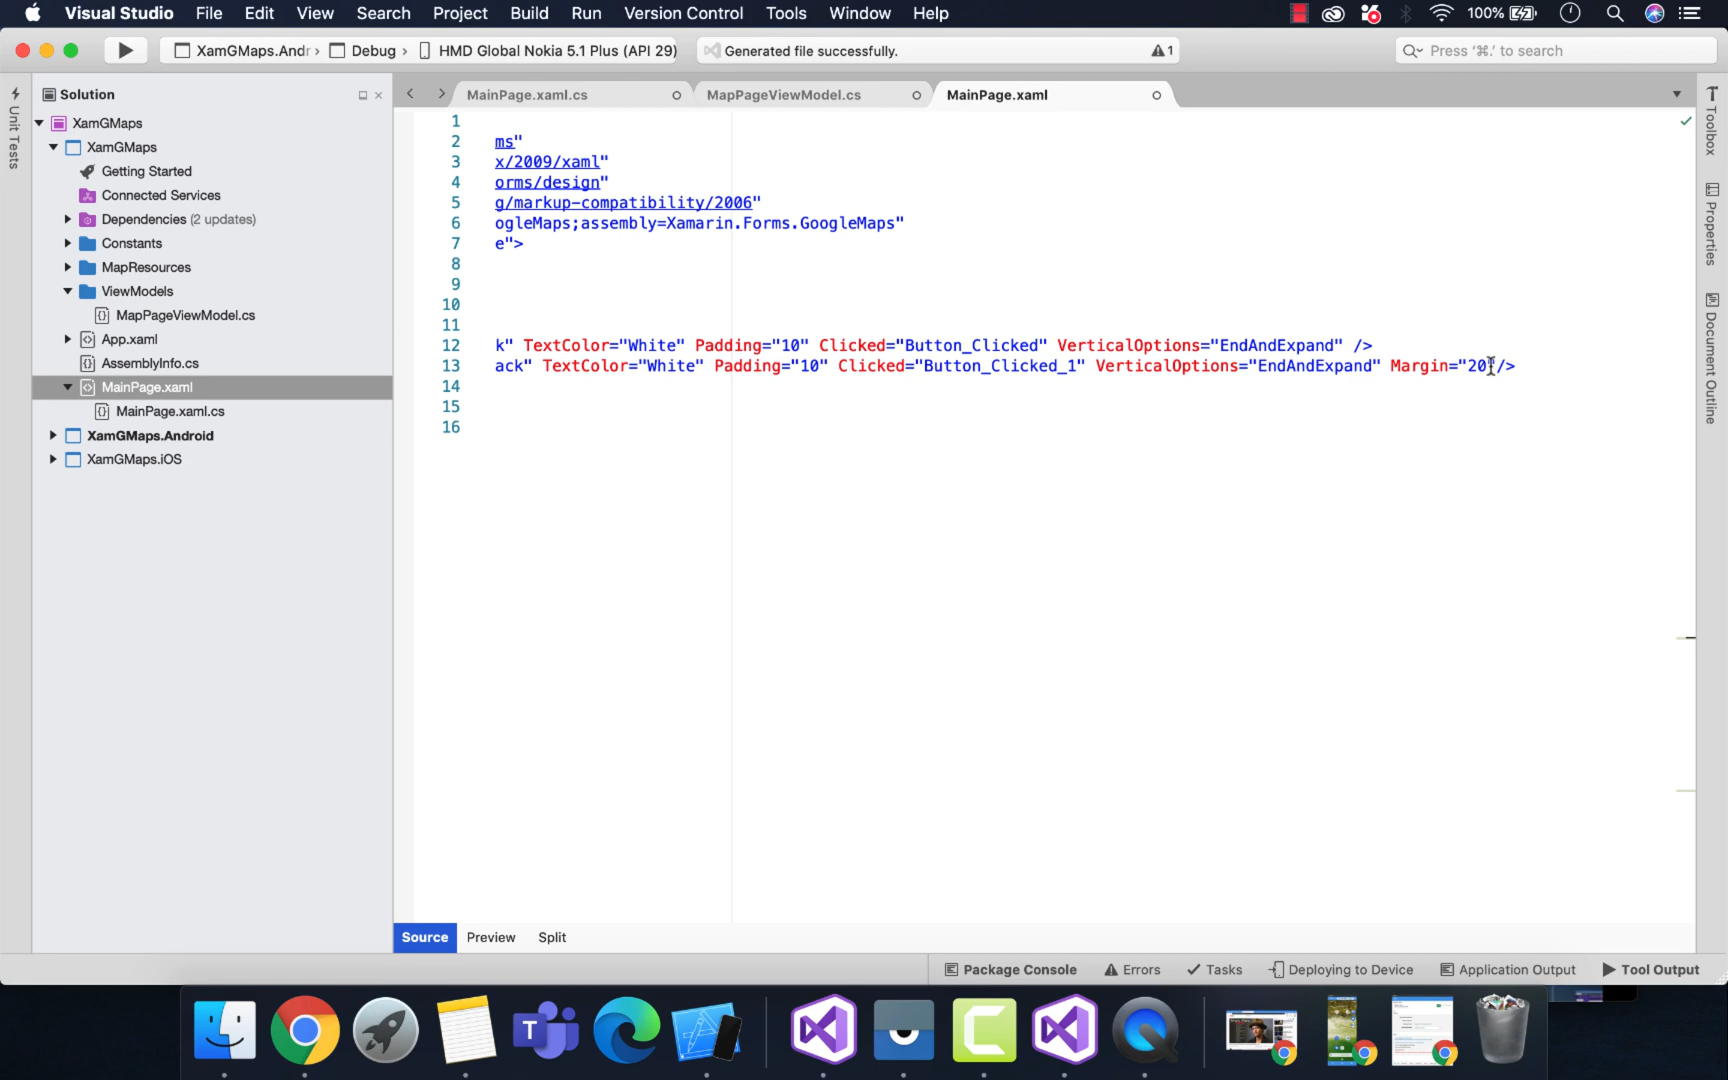 Visual Studio File Edit View Search Project Build Run Version Control Tools Window Help 100%
XamGMaps.Andr › Debug › HMD Global Nokia 5.1 Plus (API 29) Generated file successfully. 1 Press '⌘.' to search
Solution
MainPage.xaml.cs MapPageViewModel.cs MainPage.xaml
Unit Tests
XamGMaps
XamGMaps
Getting Started
Connected Services
Dependencies (2 updates)
Constants
MapResources
ViewModels
MapPageViewModel.cs
App.xaml
AssemblyInfo.cs
MainPage.xaml
MainPage.xaml.cs
XamGMaps.Android
XamGMaps.iOS
1
2 ms"
3 x/2009/xaml"
4 orms/design"
5 g/markup-compatibility/2006"
6 ogleMaps;assembly=Xamarin.Forms.GoogleMaps"
7 e">
8
9
10
11
12 k" TextColor="White" Padding="10" Clicked="Button_Clicked" VerticalOptions="EndAndExpand" />
13 ack" TextColor="White" Padding="10" Clicked="Button_Clicked_1" VerticalOptions="EndAndExpand" Margin="20"/>
14
15
16
Toolbox
Properties
Document Outline
Source Preview Split
Package Console Errors Tasks Deploying to Device Application Output Tool Output